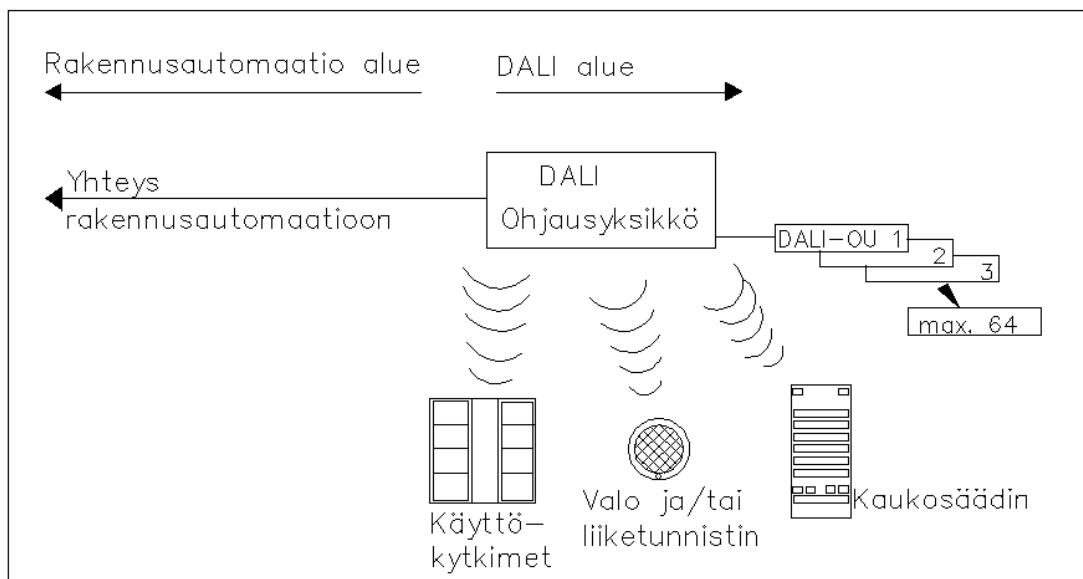 Rakennusautomaatio alue
DALI alue
Yhteys
rakennusautomaatioon
DALI
Ohjausyksikkö
DALI-OU 1
2
3
max. 64
Käyttö-
kytkimet
Valo ja/tai
liiketunnistin
Kaukosäädin